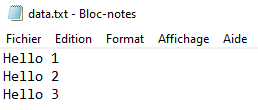 data.txt - Bloc-notes
Fichier Edition Format Affichage Aide
Hello 1
Hello 2
Hello 3